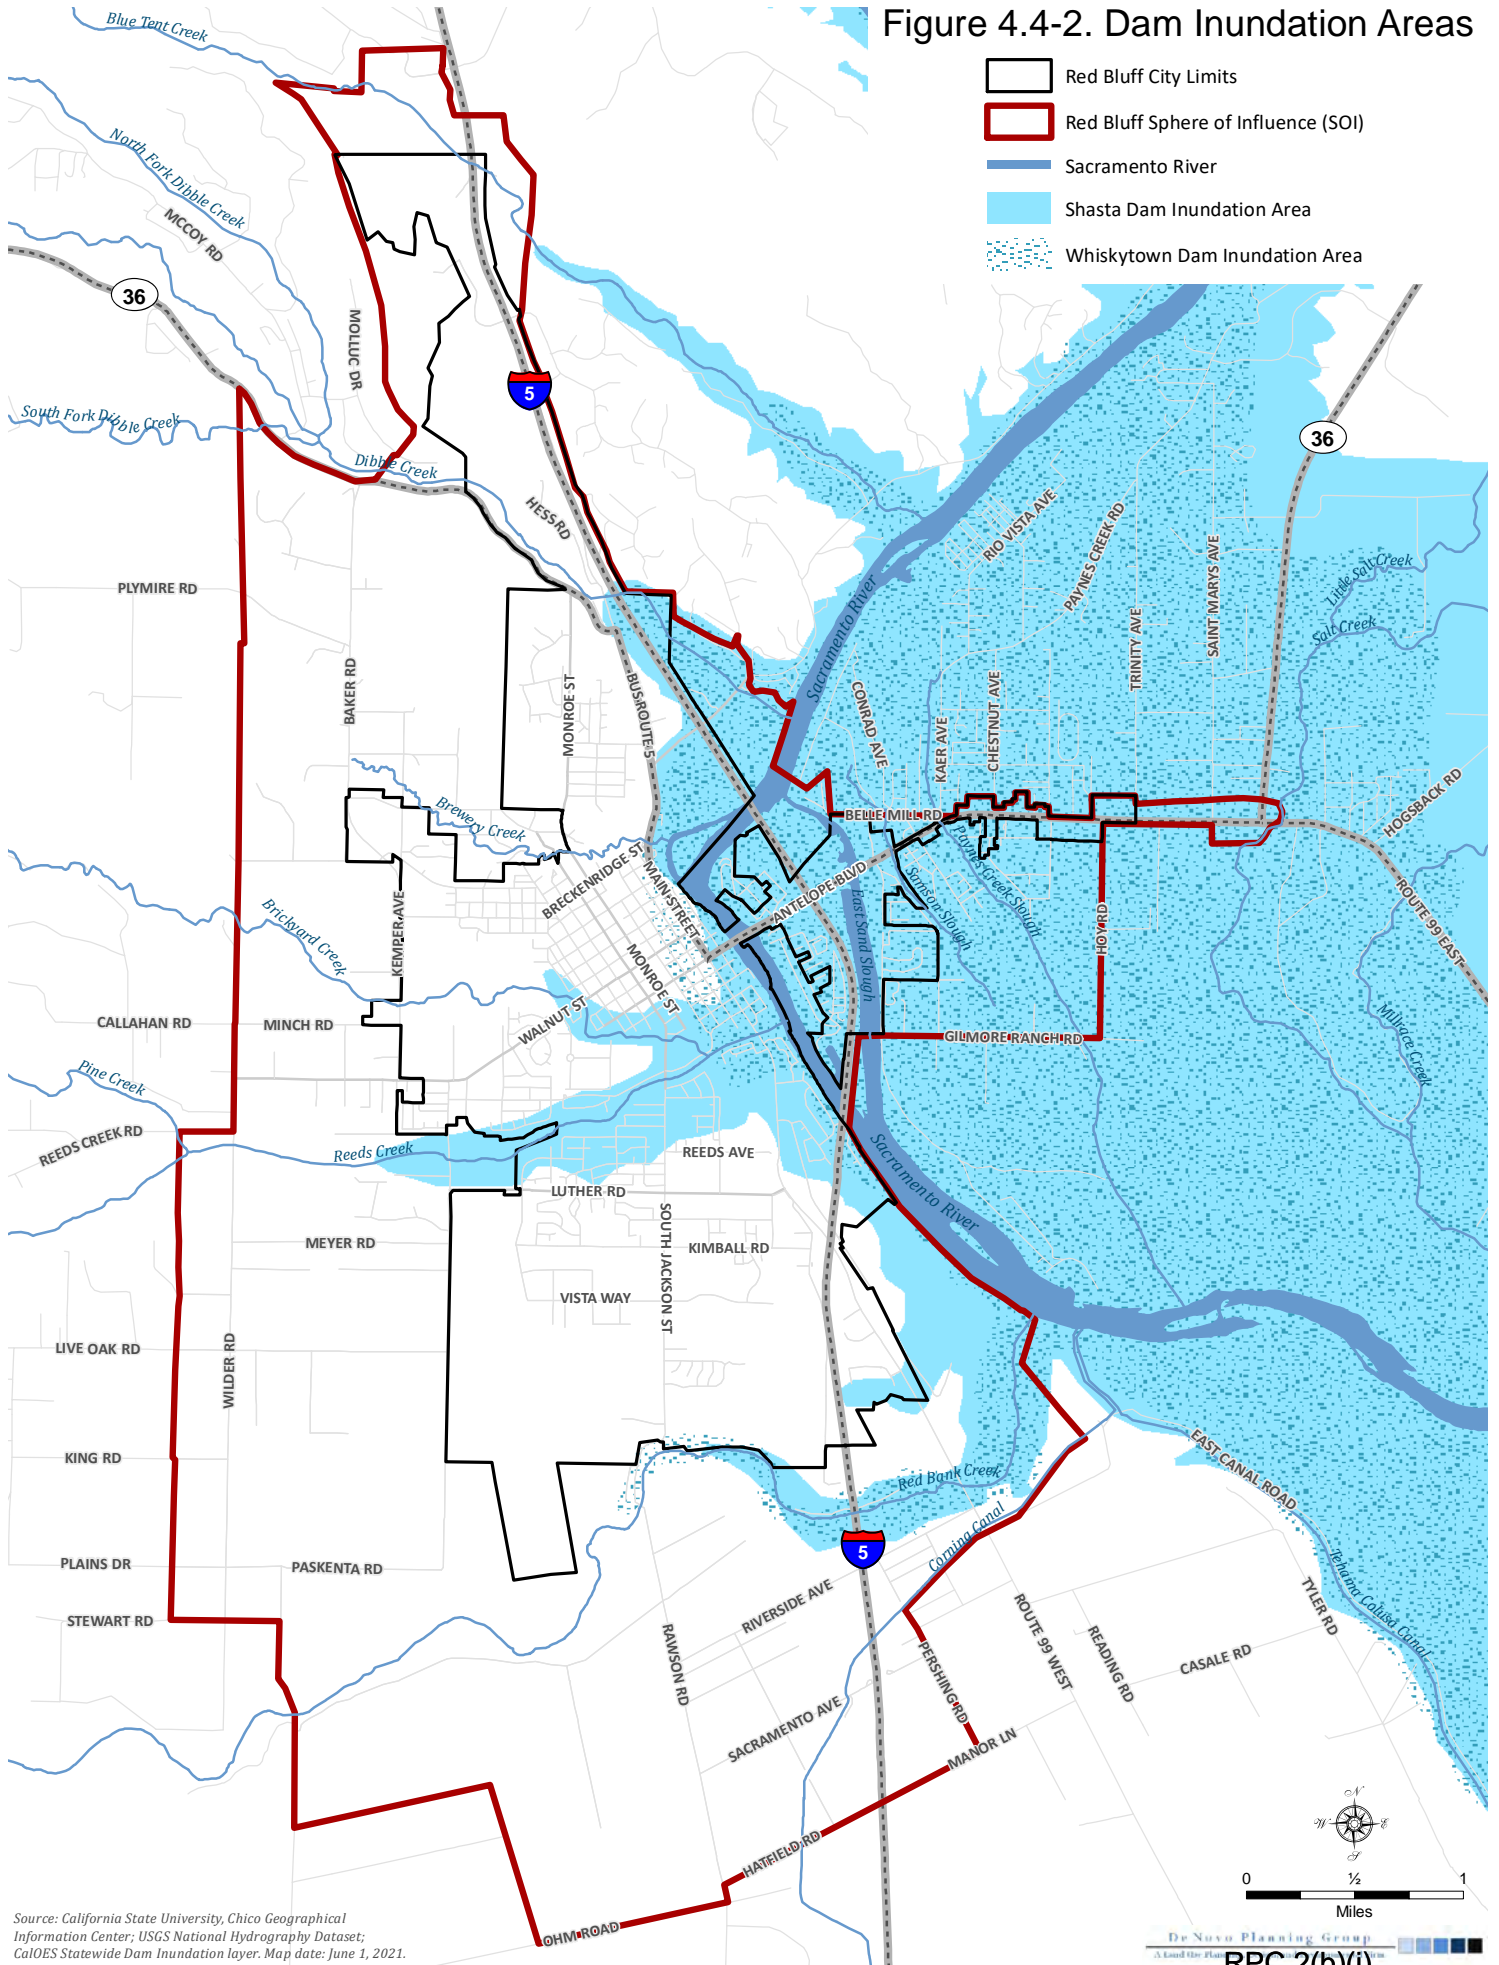 Figure 4.4-2. Dam Inundation Areas
Red Bluff City Limits
Red Bluff Sphere of Influence (SOI)
Sacramento River
Shasta Dam Inundation Area
Whiskytown Dam Inundation Area
Blue Tent Creek
North Fork Dibble Creek
MCCOY RD
36
MOLLUC DR
5
South Fork Dibble Creek
Dibble Creek
36
HESS RD
RIO VISTA AVE
PAYNES CREEK RD
SAINT MARYS AVE
TRINITY AVE
Little Salt Creek
Salt Creek
PLYMIRE RD
Sacramento River
BAKER RD
MONROE ST
BUS ROUTE 5
CONRAD AVE
KAER AVE
CHESTNUT AVE
HOGSBACK RD
BELLE MILL RD
Brewery Creek
BRECKENRIDGE ST
MAIN STREET
ANTELOPE BLVD
East Sand Slough
Samson Slough
Paynes Creek Slough
HOY RD
ROUTE 99 EAST
KEMPER AVE
Brickyard Creek
MONROE ST
WALNUT ST
CALLAHAN RD
MINCH RD
GILMORE RANCH RD
Millrace Creek
Pine Creek
REEDS CREEK RD
Reeds Creek
REEDS AVE
Sacramento River
LUTHER RD
SOUTH JACKSON ST
MEYER RD
KIMBALL RD
VISTA WAY
LIVE OAK RD
WILDER RD
KING RD
Red Bank Creek
EAST CANAL ROAD
Corning Canal
5
PLAINS DR
PASKENTA RD
Tehama Colusa Canal
TYLER RD
STEWART RD
RIVERSIDE AVE
RAWSON RD
ROUTE 99 WEST
READING RD
CASALE RD
PERSHING RD
SACRAMENTO AVE
MANOR LN
HATFIELD RD
OHM ROAD
N
W E
S
0 ½ 1
Miles
Source: California State University, Chico Geographical
Information Center; USGS National Hydrography Dataset;
CalOES Statewide Dam Inundation layer. Map date: June 1, 2021.
De Novo Planning Group
A Land Use Planning
RPC 2(b)(i)